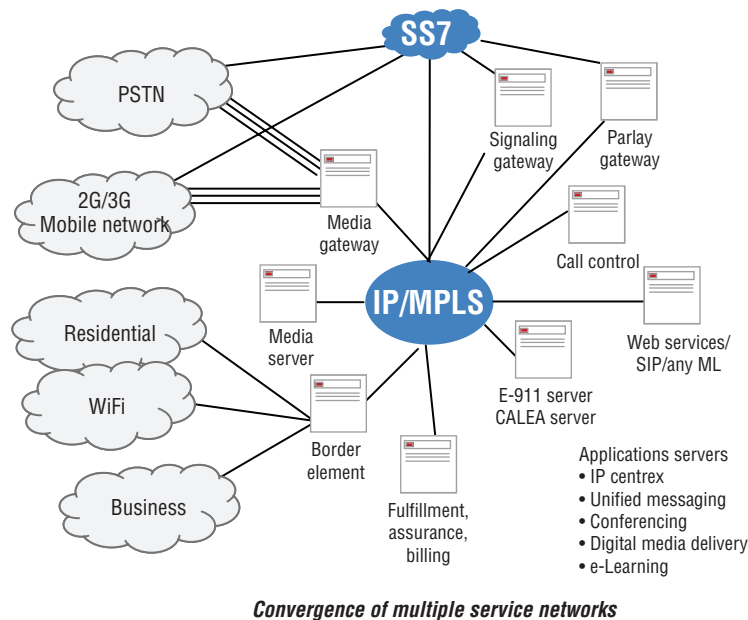 SS7
PSTN
Signaling
gateway
Parlay
gateway
2G/3G
Mobile network
Media
gateway
Call control
IP/MPLS
Residential
Media
server
Web services/
SIP/any ML
WiFi
E-911 server
CALEA server
Border
element
Business
Fulfillment,
assurance,
billing
Applications servers
• IP centrex
• Unified messaging
• Conferencing
• Digital media delivery
• e-Learning
Convergence of multiple service networks